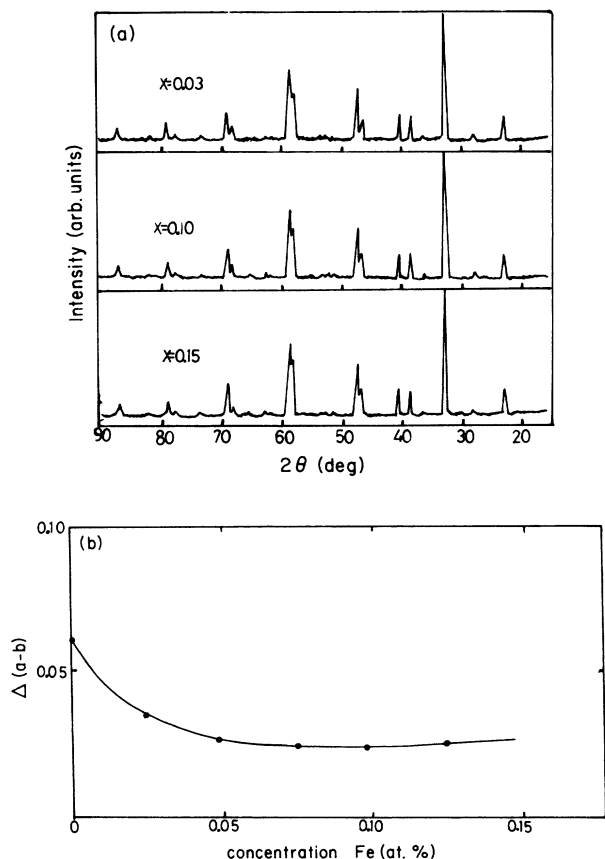 (a)
X=0.03
X=0.10
X=0.15
Intensity (arb. units)
90 80 70 60 50 40 30 20
2θ (deg)
(b)
0.10
0.05
Δ (a-b)
0 0.05 0.10 0.15
concentration Fe (at. %)